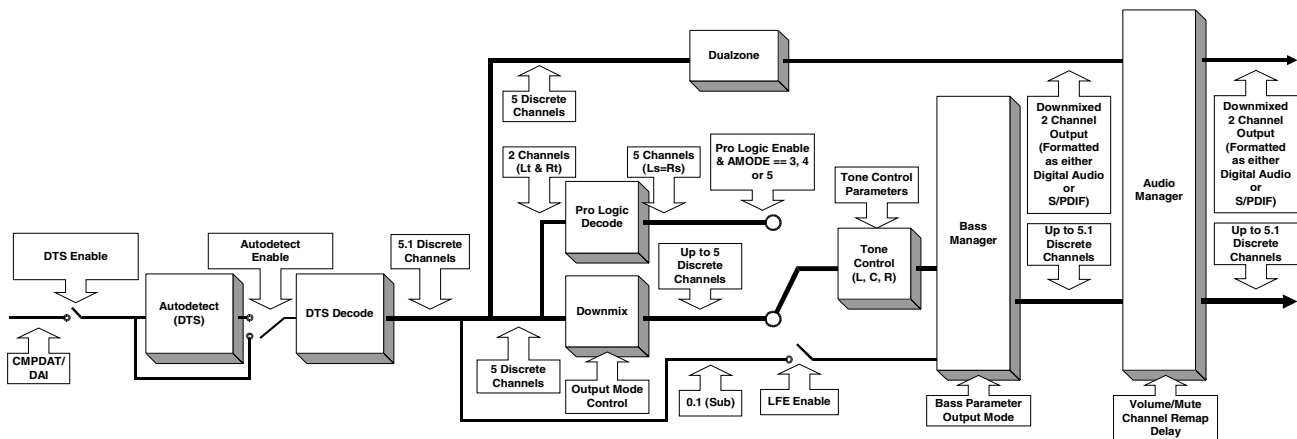 DTS Enable
CMPDAT/
DAI
Autodetect
(DTS)
Autodetect
Enable
DTS Decode
5.1 Discrete
Channels
5 Discrete
Channels
Dualzone
2 Channels
(Lt & Rt)
5 Channels
(Ls=Rs)
Pro Logic
Decode
Pro Logic Enable
& AMODE == 3, 4
or 5
5 Discrete
Channels
Downmix
Output Mode
Control
Up to 5
Discrete
Channels
0.1 (Sub)
LFE Enable
Tone Control
Parameters
Tone
Control
(L, C, R)
Bass
Manager
Bass Parameter
Output Mode
Downmixed
2 Channel
Output
(Formatted
as either
Digital Audio
or
S/PDIF)
Up to 5.1
Discrete
Channels
Audio
Manager
Volume/Mute
Channel Remap
Delay
Downmixed
2 Channel
Output
(Formatted
as either
Digital Audio
or
S/PDIF)
Up to 5.1
Discrete
Channels